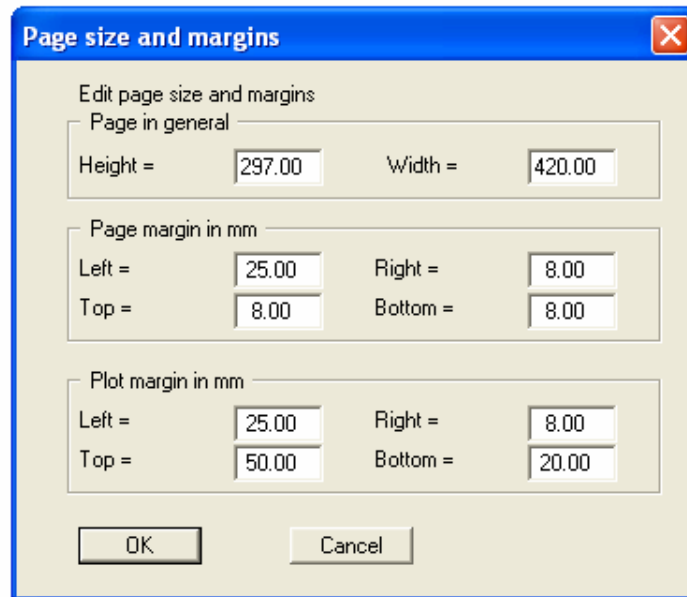 Page size and margins
Edit page size and margins
Page in general
Height = 297.00 Width = 420.00
Page margin in mm
Left = 25.00 Right = 8.00
Top = 8.00 Bottom = 8.00
Plot margin in mm
Left = 25.00 Right = 8.00
Top = 50.00 Bottom = 20.00
OK Cancel